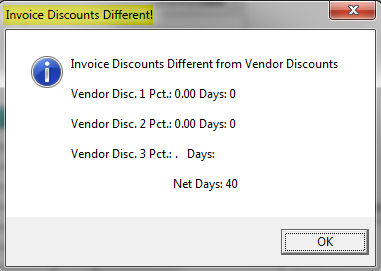 Invoice Discounts Different!
Invoice Discounts Different from Vendor Discounts
Vendor Disc. 1 Pct.: 0.00 Days: 0
Vendor Disc. 2 Pct.: 0.00 Days: 0
Vendor Disc. 3 Pct.: . Days:
Net Days: 40
OK